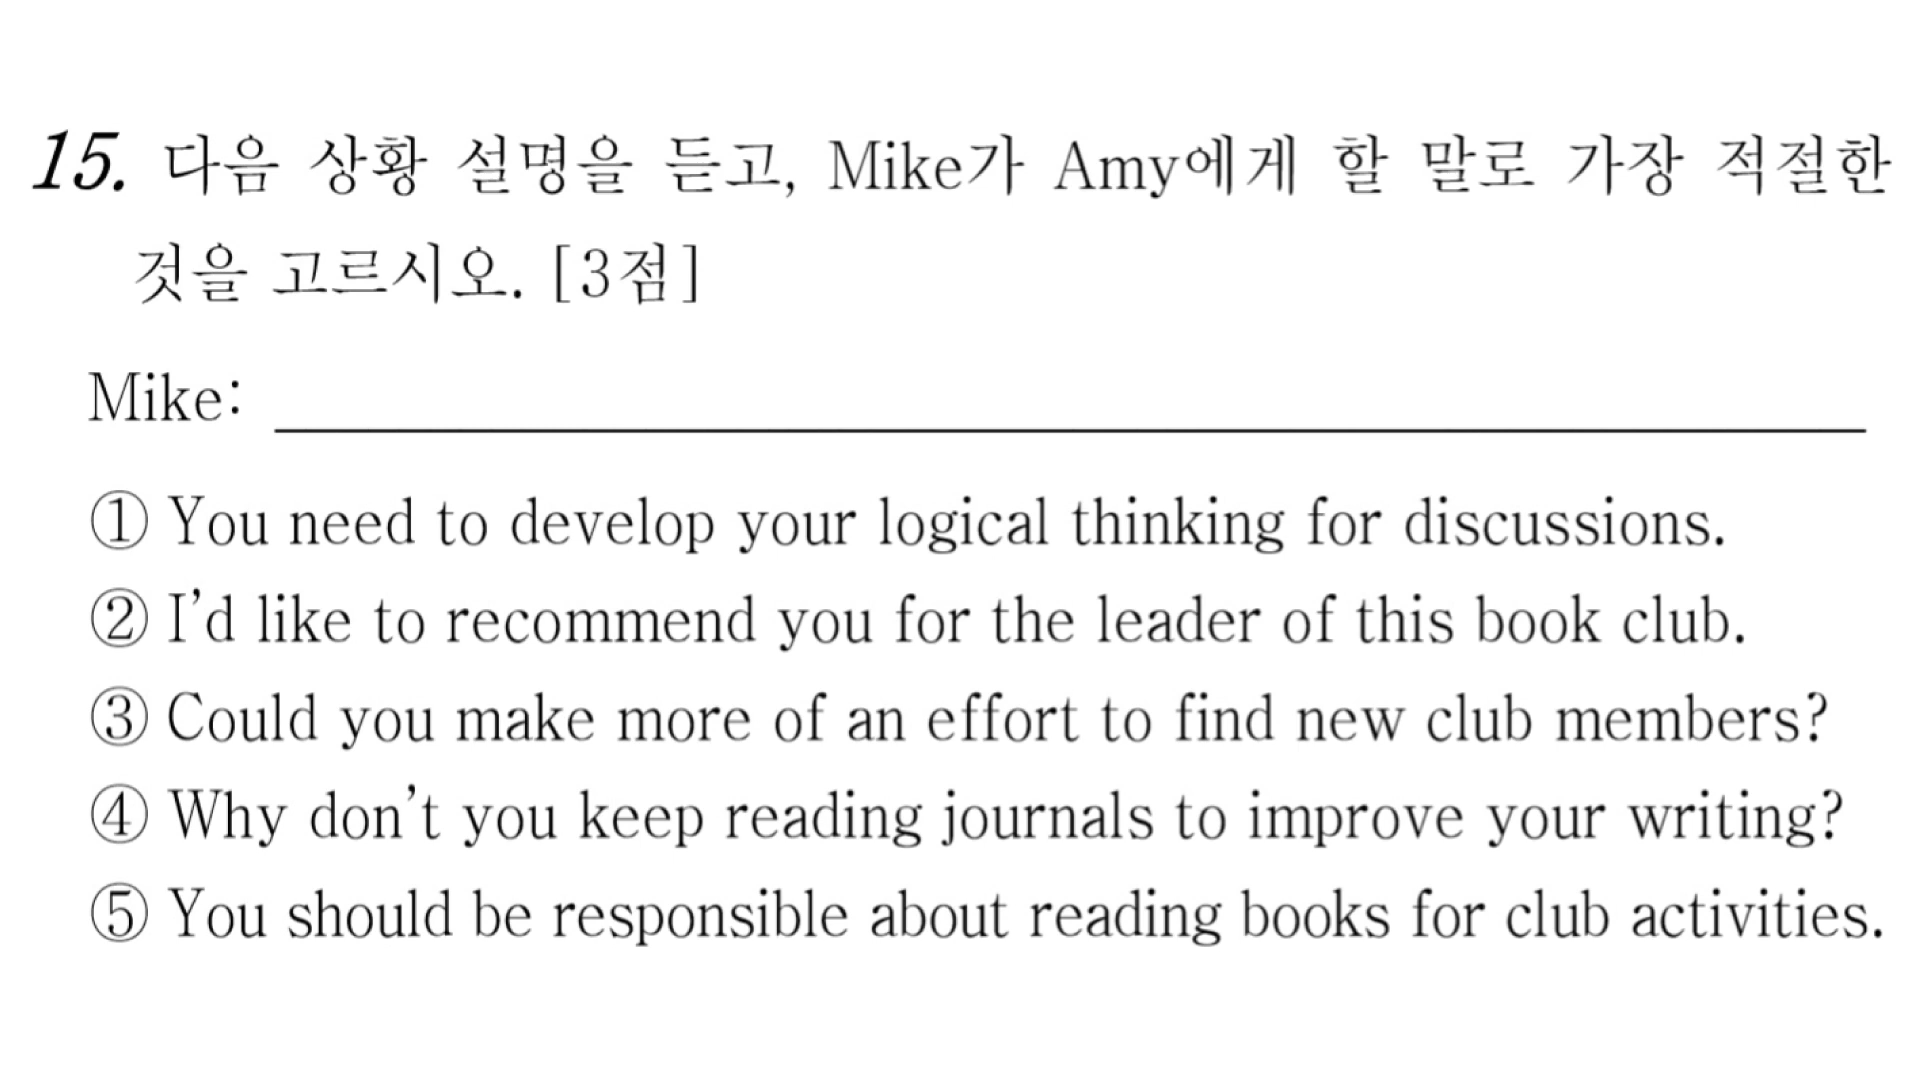 15. 다음 상황 설명을 듣고, Mike가 Amy에게 할 말로 가장 적절한
것을 고르시오. [3점]
Mike: 
① You need to develop your logical thinking for discussions.
② I'd like to recommend you for the leader of this book club.
③ Could you make more of an effort to find new club members?
④ Why don't you keep reading journals to improve your writing?
⑤ You should be responsible about reading books for club activities.